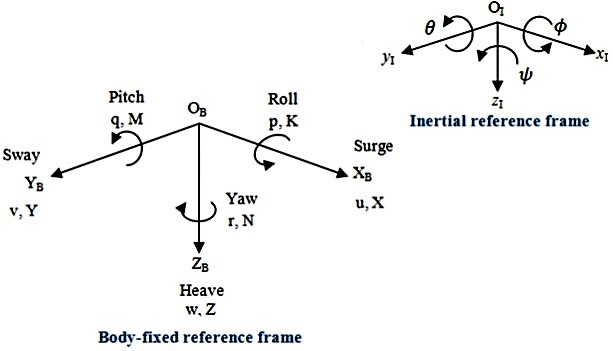 O_I
θ
ϕ
y_I
x_I
ψ
z_I
Inertial reference frame
Pitch
q, M
O_B
Roll
p, K
Sway
Y_B
v, Y
Surge
X_B
u, X
Yaw
r, N
Z_B
Heave
w, Z
Body-fixed reference frame